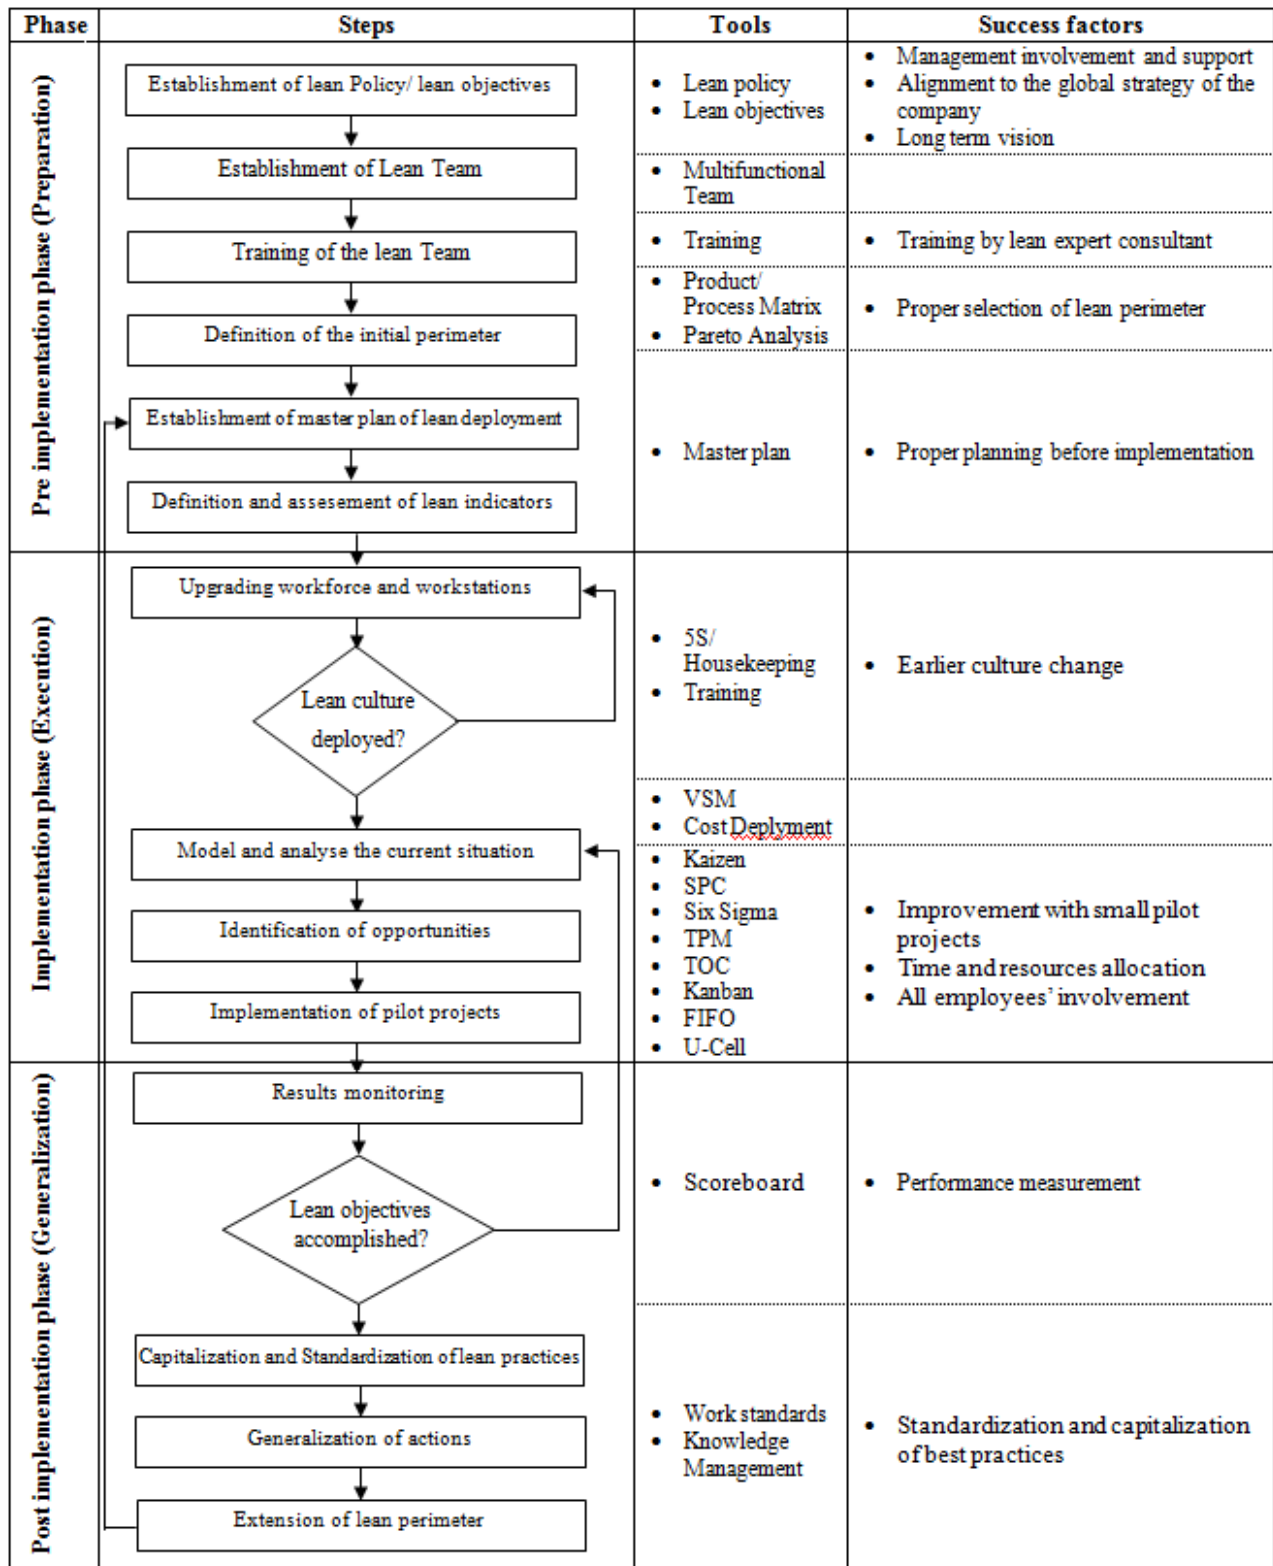 Phase
Steps
Tools
Success factors
Pre implementation phase (Preparation)
Establishment of lean Policy/ lean objectives
Establishment of Lean Team
Training of the lean Team
Definition of the initial perimeter
Establishment of master plan of lean deployment
Definition and assesement of lean indicators
• Lean policy
• Lean objectives
• Management involvement and support
• Alignment to the global strategy of the
company
• Long term vision
• Multifunctional
Team
• Training
• Training by lean expert consultant
• Product/
Process Matrix
• Pareto Analysis
• Proper selection of lean perimeter
• Master plan
• Proper planning before implementation
Implementation phase (Execution)
Upgrading workforce and workstations
Lean culture
deployed?
Model and analyse the current situation
Identification of opportunities
Implementation of pilot projects
• 5S/
Housekeeping
• Training
• Earlier culture change
• VSM
• Cost Deplyment
• Kaizen
• SPC
• Six Sigma
• TPM
• TOC
• Kanban
• FIFO
• U-Cell
• Improvement with small pilot
projects
• Time and resources allocation
• All employees’ involvement
Post implementation phase (Generalization)
Results monitoring
Lean objectives
accomplished?
Capitalization and Standardization of lean practices
Generalization of actions
Extension of lean perimeter
• Scoreboard
• Performance measurement
• Work standards
• Knowledge
Management
• Standardization and capitalization
of best practices